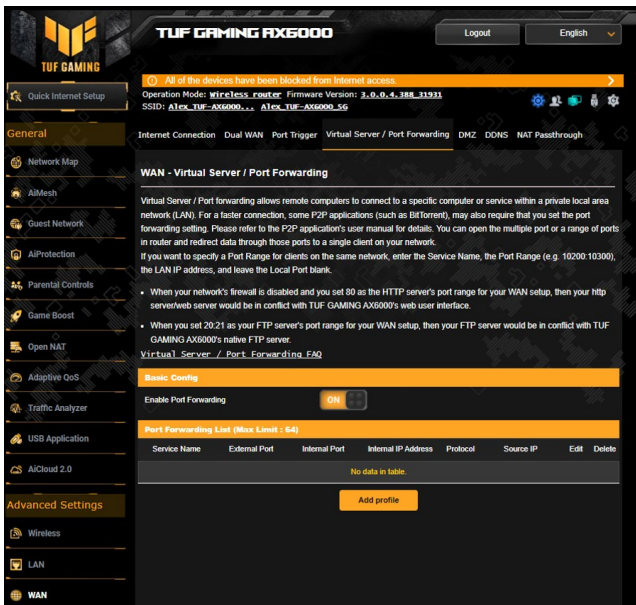 TUF GAMING AX6000
Logout
English
TUF GAMING
Quick Internet Setup
All of the devices have been blocked from Internet access.
Operation Mode: Wireless router Firmware Version: 3.0.0.4.388_31931
SSID: Alex_TUF-AX6000... Alex_TUF-AX6000_5G
General
Network Map
AiMesh
Guest Network
AiProtection
Parental Controls
Game Boost
Open NAT
Adaptive QoS
Traffic Analyzer
USB Application
AiCloud 2.0
Advanced Settings
Wireless
LAN
WAN
Internet Connection Dual WAN Port Trigger Virtual Server / Port Forwarding DMZ DDNS NAT Passthrough
WAN - Virtual Server / Port Forwarding
Virtual Server / Port forwarding allows remote computers to connect to a specific computer or service within a private local area
network (LAN). For a faster connection, some P2P applications (such as BitTorrent), may also require that you set the port
forwarding setting. Please refer to the P2P application's user manual for details. You can open the multiple port or a range of ports
in router and redirect data through those ports to a single client on your network.
If you want to specify a Port Range for clients on the same network, enter the Service Name, the Port Range (e.g. 10200:10300),
the LAN IP address, and leave the Local Port blank.
• When your network's firewall is disabled and you set 80 as the HTTP server's port range for your WAN setup, then your http
server/web server would be in conflict with TUF GAMING AX6000's web user interface.
• When you set 20:21 as your FTP server's port range for your WAN setup, then your FTP server would be in conflict with TUF
GAMING AX6000's native FTP server.
Virtual Server / Port Forwarding FAQ
Basic Config
Enable Port Forwarding ON
Port Forwarding List (Max Limit : 64)
Service Name External Port Internal Port Internal IP Address Protocol Source IP Edit Delete
No data in table.
Add profile